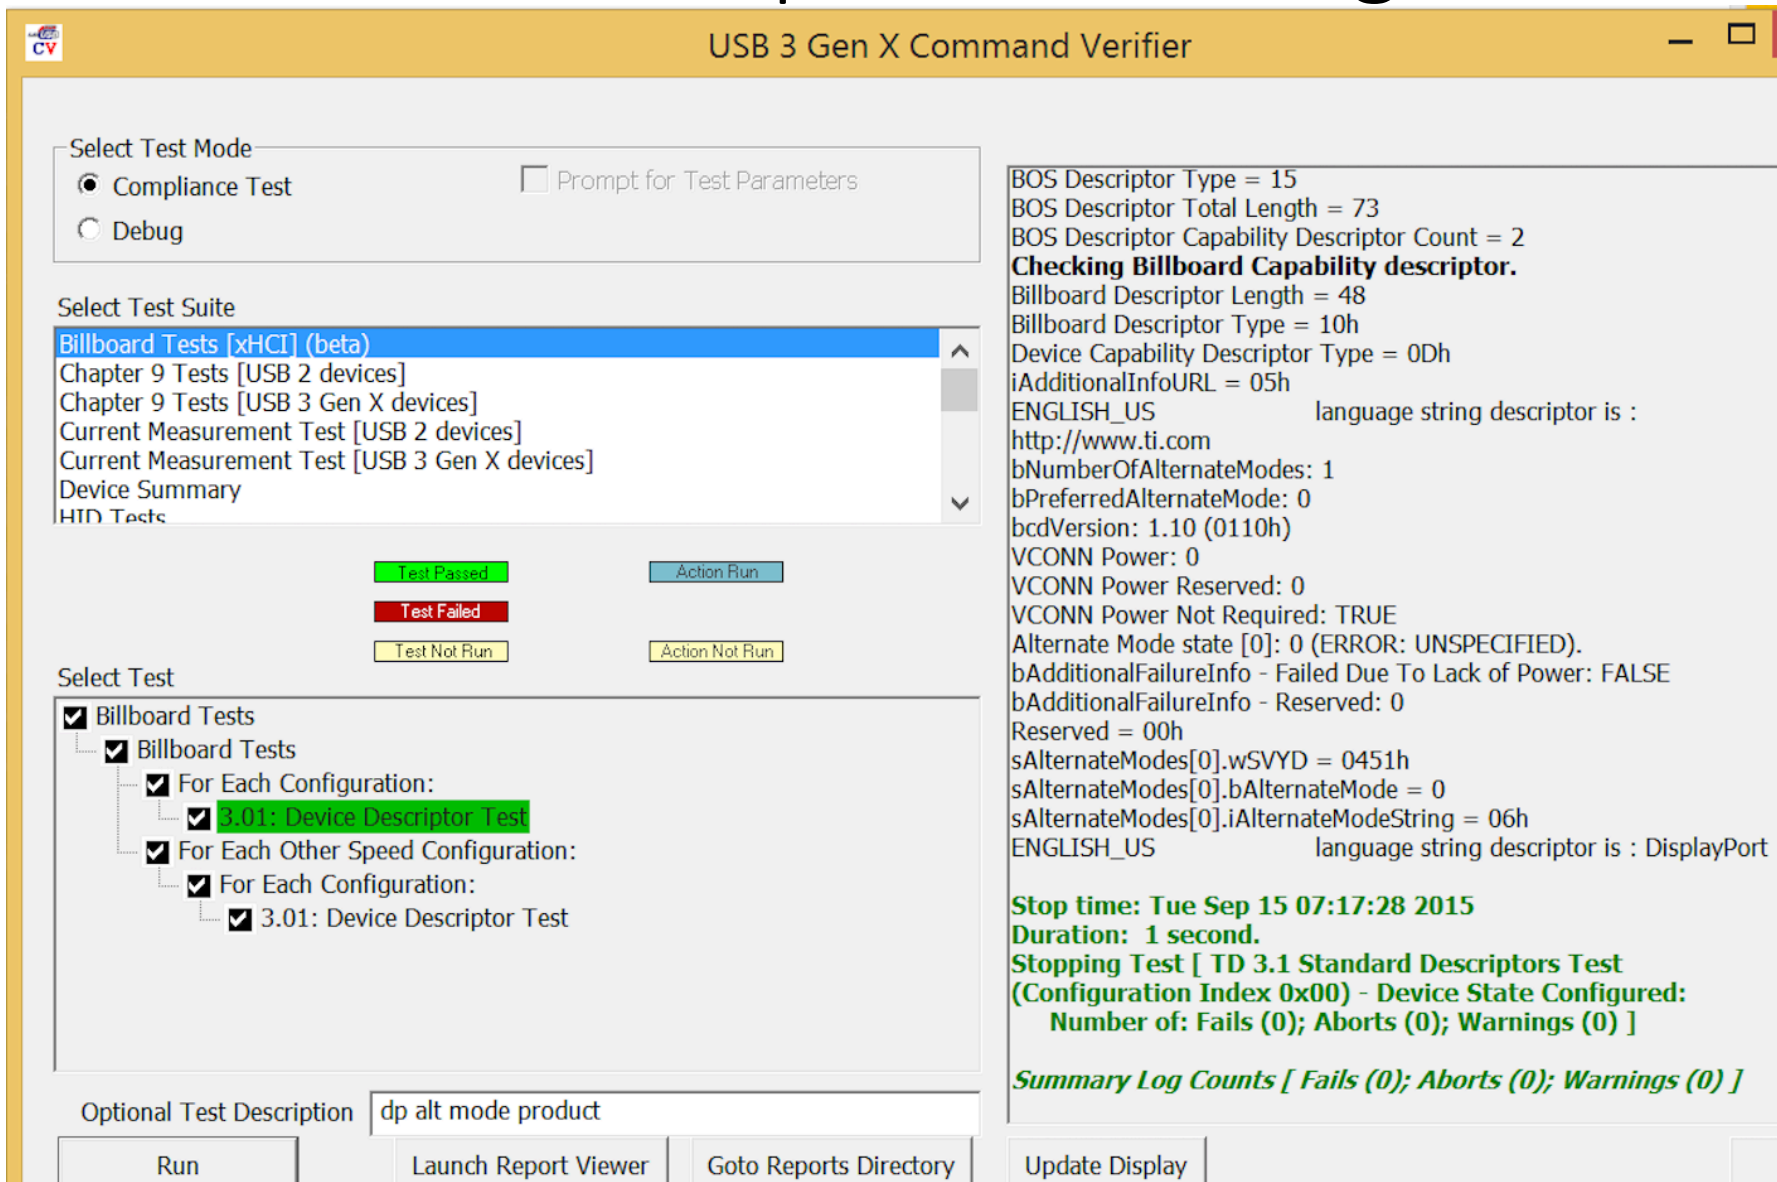 CV
USB 3 Gen X Command Verifier
Select Test Mode
Compliance Test
Prompt for Test Parameters
Debug
Select Test Suite
Billboard Tests [xHCI] (beta)
Chapter 9 Tests [USB 2 devices]
Chapter 9 Tests [USB 3 Gen X devices]
Current Measurement Test [USB 2 devices]
Current Measurement Test [USB 3 Gen X devices]
Device Summary
HID Tests
Test Passed
Action Run
Test Failed
Test Not Run
Action Not Run
Select Test
Billboard Tests
Billboard Tests
For Each Configuration:
3.01: Device Descriptor Test
For Each Other Speed Configuration:
For Each Configuration:
3.01: Device Descriptor Test
Optional Test Description
dp alt mode product
Run
Launch Report Viewer
Goto Reports Directory
BOS Descriptor Type = 15
BOS Descriptor Total Length = 73
BOS Descriptor Capability Descriptor Count = 2
Checking Billboard Capability descriptor.
Billboard Descriptor Length = 48
Billboard Descriptor Type = 10h
Device Capability Descriptor Type = 0Dh
iAdditionalInfoURL = 05h
ENGLISH_US language string descriptor is :
http://www.ti.com
bNumberOfAlternateModes: 1
bPreferredAlternateMode: 0
bcdVersion: 1.10 (0110h)
VCONN Power: 0
VCONN Power Reserved: 0
VCONN Power Not Required: TRUE
Alternate Mode state [0]: 0 (ERROR: UNSPECIFIED).
bAdditionalFailureInfo - Failed Due To Lack of Power: FALSE
bAdditionalFailureInfo - Reserved: 0
Reserved = 00h
sAlternateModes[0].wSVYD = 0451h
sAlternateModes[0].bAlternateMode = 0
sAlternateModes[0].iAlternateModeString = 06h
ENGLISH_US language string descriptor is : DisplayPort
Stop time: Tue Sep 15 07:17:28 2015
Duration: 1 second.
Stopping Test [ TD 3.1 Standard Descriptors Test
(Configuration Index 0x00) - Device State Configured:
Number of: Fails (0); Aborts (0); Warnings (0) ]
Summary Log Counts [ Fails (0); Aborts (0); Warnings (0) ]
Update Display